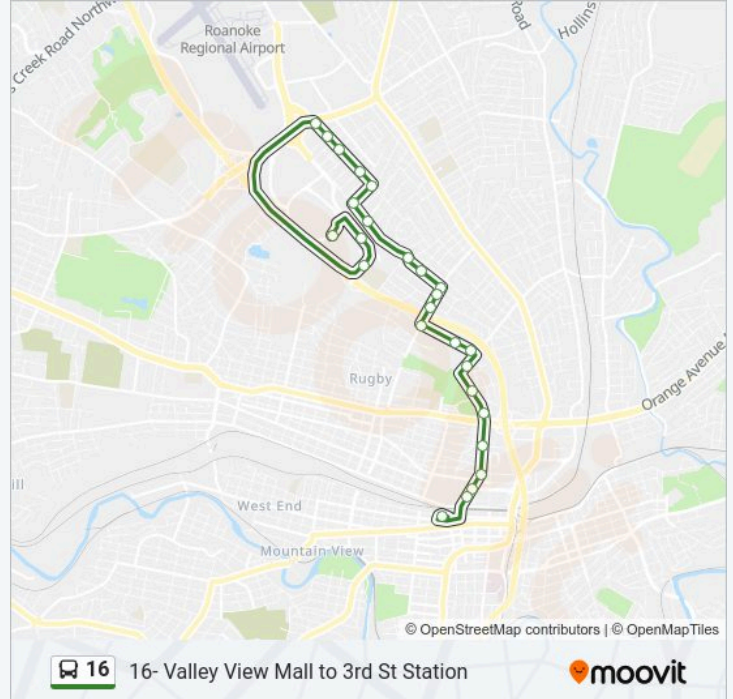 Road
Hollins
s Creek Road Northw
Roanoke
Regional Airport
Rugby
Orange Avenue
ill
West End
Mountain View
© OpenStreetMap contributors | © OpenMapTiles
16 16- Valley View Mall to 3rd St Station moovit